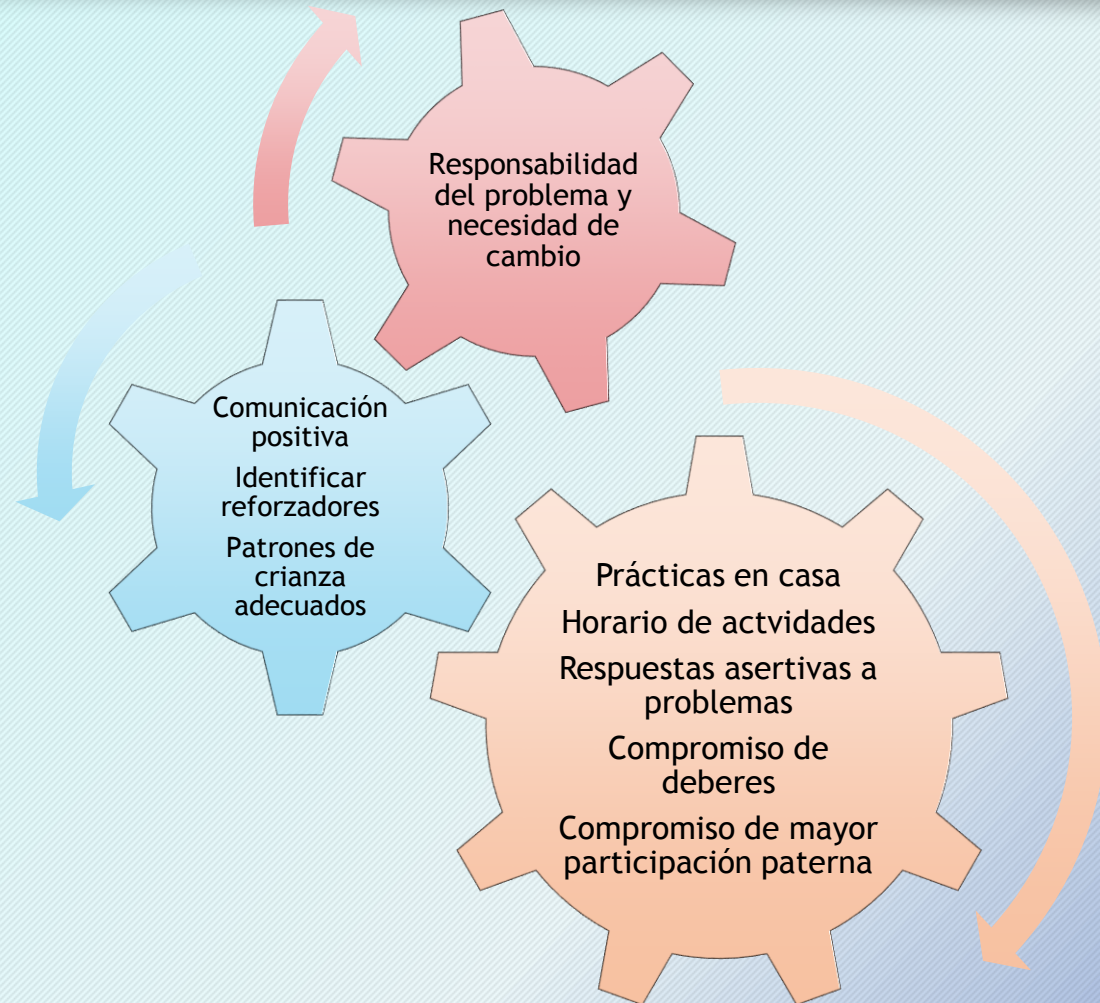 Responsabilidad
del problema y
necesidad de
cambio
Comunicación
positiva
Identificar
reforzadores
Patrones de
crianza
adecuados
Prácticas en casa
Horario de actvidades
Respuestas asertivas a
problemas
Compromiso de
deberes
Compromiso de mayor
participación paterna